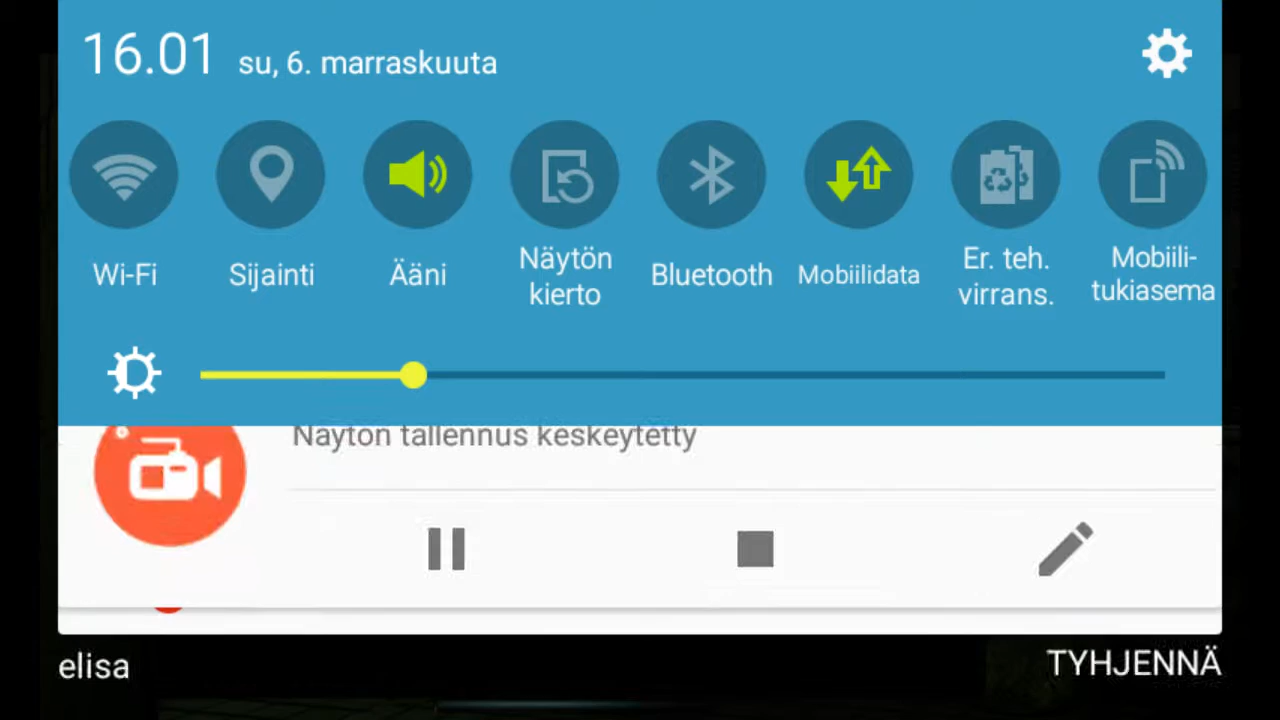 16.01 su, 6. marraskuuta
Wi-Fi
Sijainti
Ääni
Näytön
kierto
Bluetooth
Mobiilidata
Er. teh.
virrans.
Mobiili-
tukiasema
Näytön tallennus keskeytetty
elisa
TYHJENNÄ